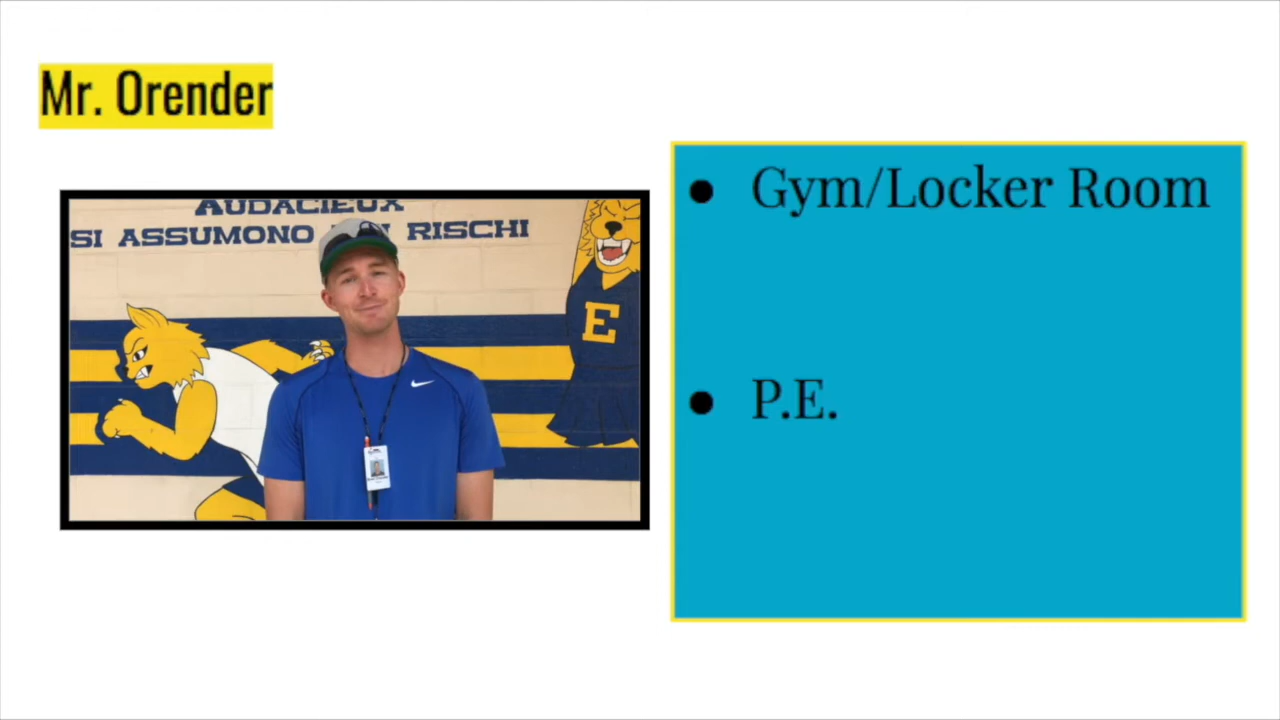 Mr. Orender
Gym/Locker Room
AUDACIEUX
SI ASSUMONO RISCHI
E
P.E.